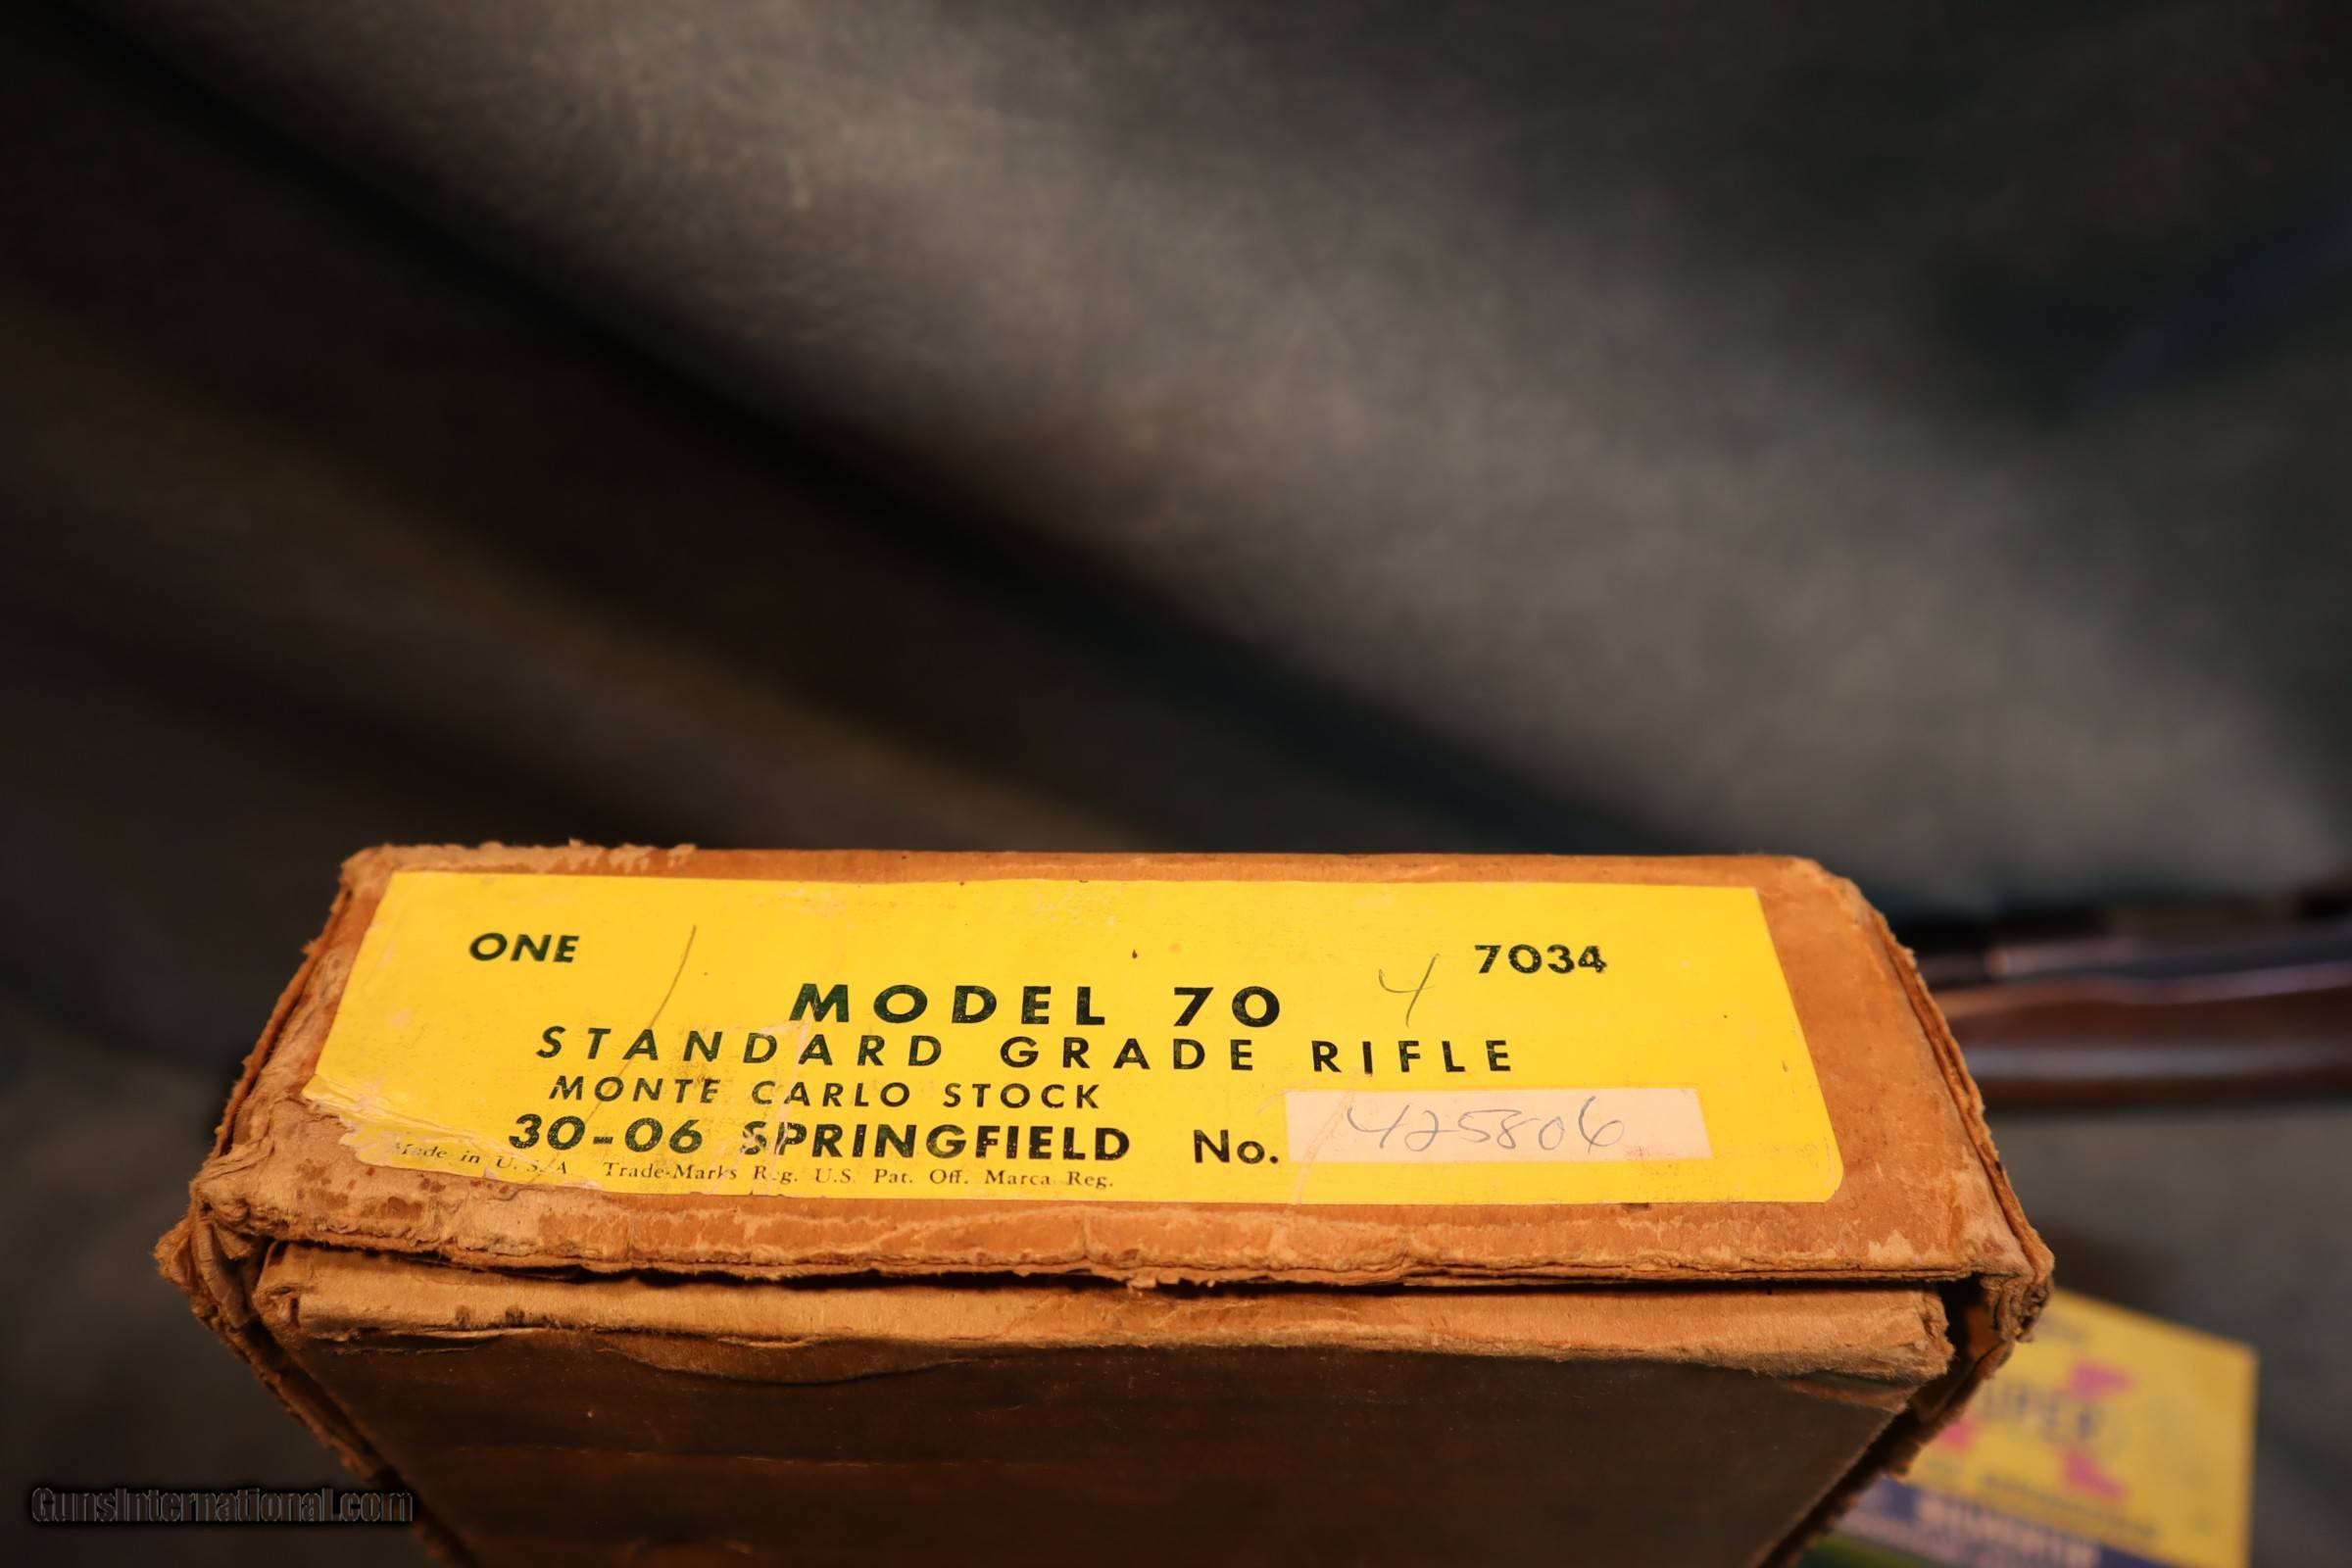 ONE
7034
4
MODEL 70
STANDARD GRADE RIFLE
MONTE CARLO STOCK
30-06 SPRINGFIELD No. 425806
Made in U.S.A. Trade-Marks Reg. U.S. Pat. Off. Marca Reg.
GunsInternational.com